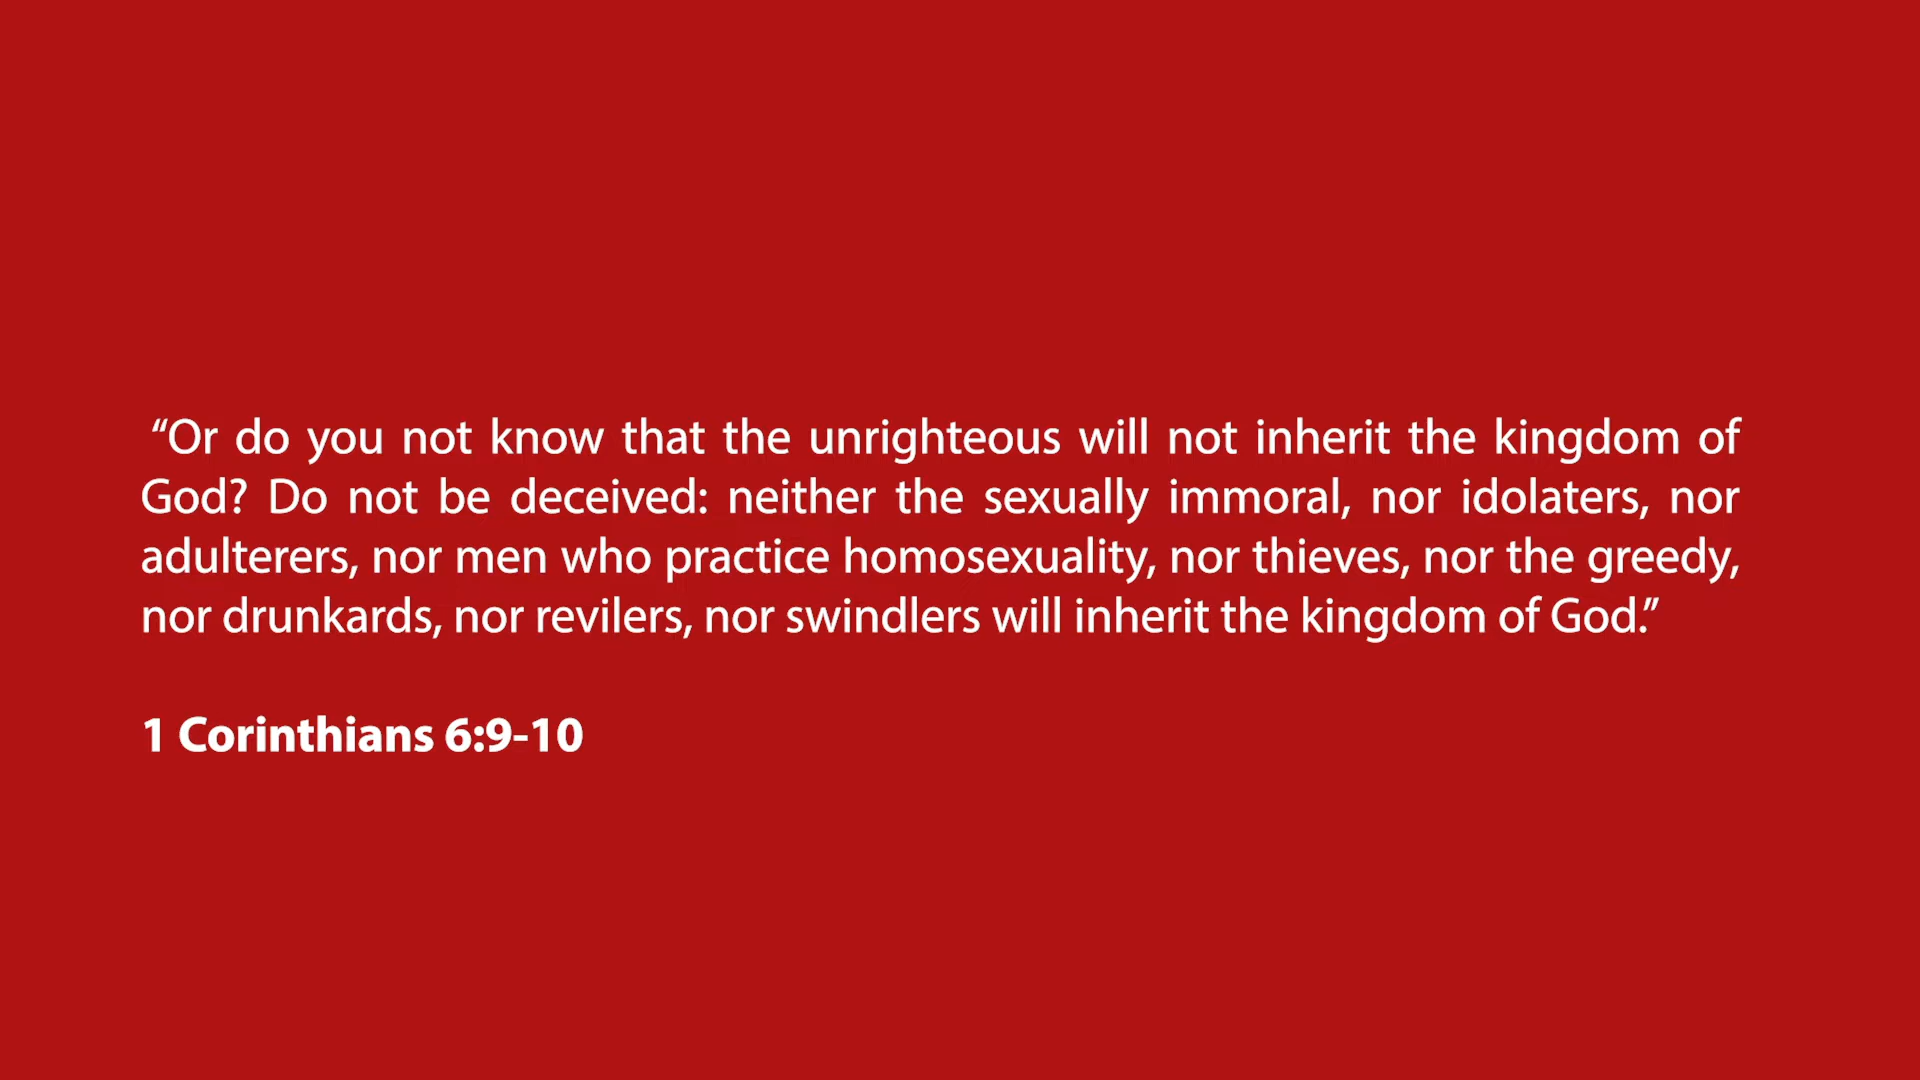 “Or do you not know that the unrighteous will not inherit the kingdom of
God? Do not be deceived: neither the sexually immoral, nor idolaters, nor
adulterers, nor men who practice homosexuality, nor thieves, nor the greedy,
nor drunkards, nor revilers, nor swindlers will inherit the kingdom of God.”
1 Corinthians 6:9-10